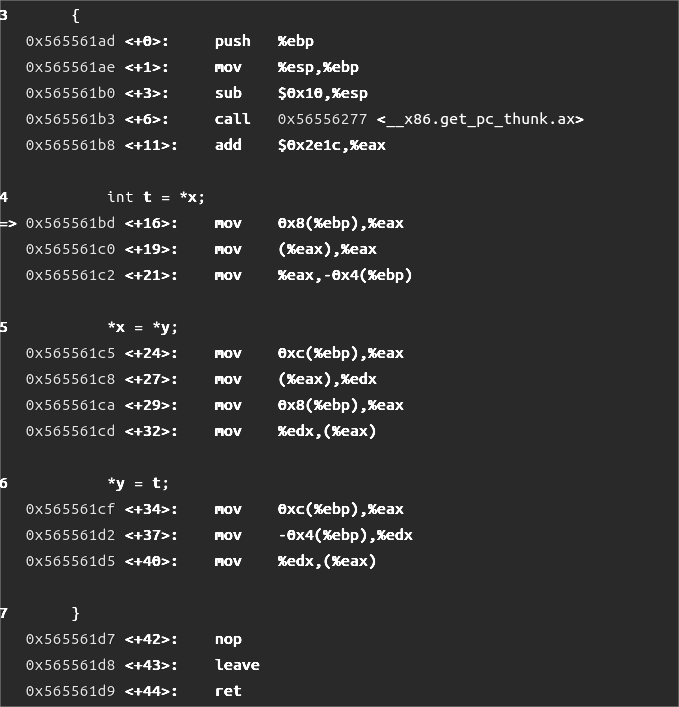 3       {
   0x565561ad <+0>:     push   %ebp
   0x565561ae <+1>:     mov    %esp,%ebp
   0x565561b0 <+3>:     sub    $0x10,%esp
   0x565561b3 <+6>:     call   0x56556277 <__x86.get_pc_thunk.ax>
   0x565561b8 <+11>:    add    $0x2e1c,%eax
4           int t = *x;
=> 0x565561bd <+16>:    mov    0x8(%ebp),%eax
   0x565561c0 <+19>:    mov    (%eax),%eax
   0x565561c2 <+21>:    mov    %eax,-0x4(%ebp)
5           *x = *y;
   0x565561c5 <+24>:    mov    0xc(%ebp),%eax
   0x565561c8 <+27>:    mov    (%eax),%edx
   0x565561ca <+29>:    mov    0x8(%ebp),%eax
   0x565561cd <+32>:    mov    %edx,(%eax)
6           *y = t;
   0x565561cf <+34>:    mov    0xc(%ebp),%eax
   0x565561d2 <+37>:    mov    -0x4(%ebp),%edx
   0x565561d5 <+40>:    mov    %edx,(%eax)
7       }
   0x565561d7 <+42>:    nop
   0x565561d8 <+43>:    leave
   0x565561d9 <+44>:    ret